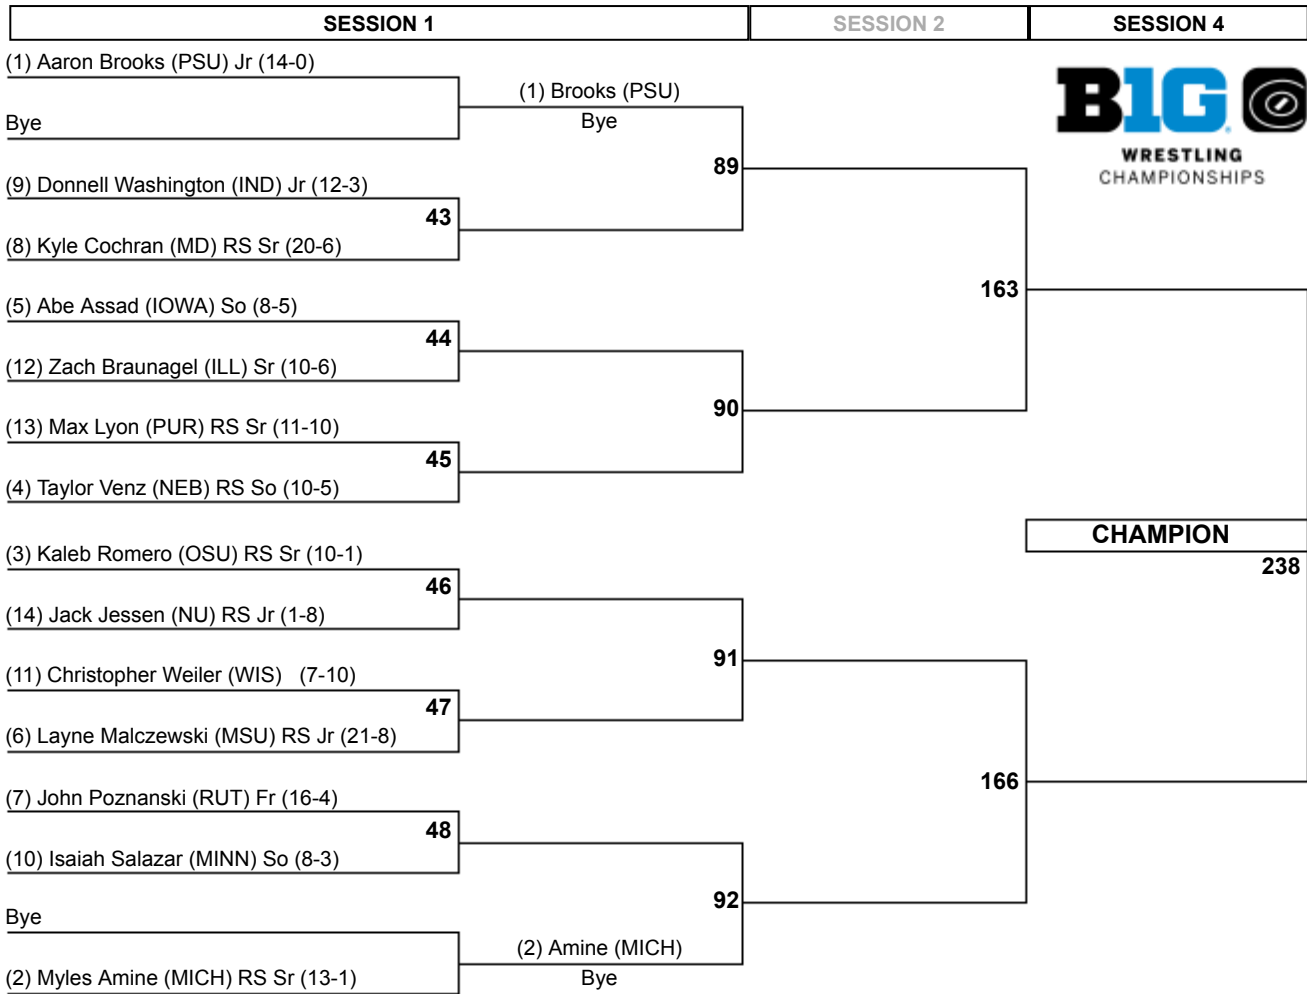 SESSION 1
SESSION 2
SESSION 4
(1) Aaron Brooks (PSU) Jr (14-0)
(1) Brooks (PSU)
Bye
Bye
B1G
WRESTLING
CHAMPIONSHIPS
89
(9) Donnell Washington (IND) Jr (12-3)
43
(8) Kyle Cochran (MD) RS Sr (20-6)
163
(5) Abe Assad (IOWA) So (8-5)
44
(12) Zach Braunagel (ILL) Sr (10-6)
90
(13) Max Lyon (PUR) RS Sr (11-10)
45
(4) Taylor Venz (NEB) RS So (10-5)
CHAMPION
238
(3) Kaleb Romero (OSU) RS Sr (10-1)
46
(14) Jack Jessen (NU) RS Jr (1-8)
91
(11) Christopher Weiler (WIS) (7-10)
47
(6) Layne Malczewski (MSU) RS Jr (21-8)
166
(7) John Poznanski (RUT) Fr (16-4)
48
(10) Isaiah Salazar (MINN) So (8-3)
92
Bye
(2) Amine (MICH)
Bye
(2) Myles Amine (MICH) RS Sr (13-1)